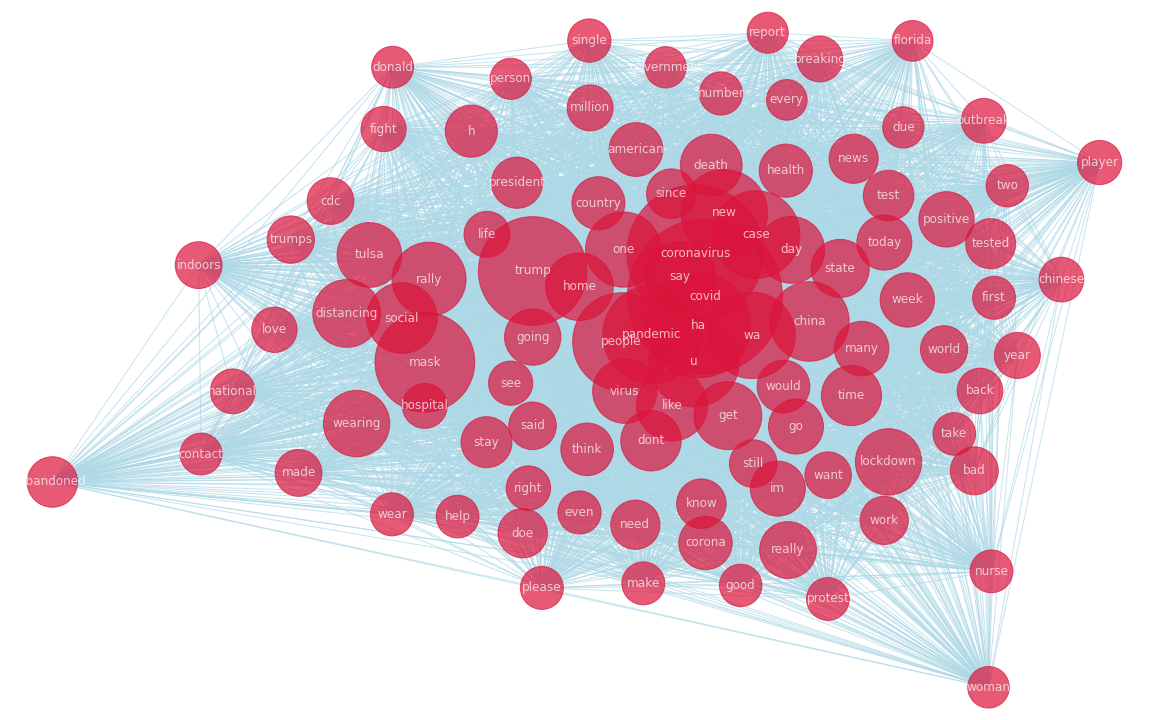 report
single
florida
breaking
donald
government
person
number
every
million
outbreak
due
fight
h
american
news
player
death
health
president
two
since
test
cdc
country
new
positive
life
case
trumps
today
tested
one
day
tulsa
coronavirus
indoors
state
trump
say
rally
chinese
home
covid
first
week
distancing
social
china
ha
love
pandemic
wa
going
people
many
world
year
mask
u
see
would
national
virus
back
time
hospital
like
get
wearing
said
go
take
dont
stay
think
contact
lockdown
still
bad
made
want
abandoned
right
im
know
even
wear
help
work
need
doe
corona
really
nurse
make
good
please
protest
woman